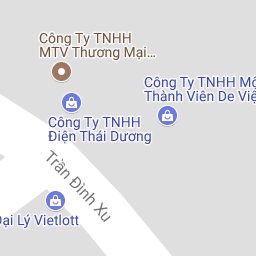 Công Ty TNHH
MTV Thương Mại...
Công Ty TNHH Mộ
Thành Viên De Việ
Công Ty TNHH
Điện Thái Dương
Trần Đình Xu
Đại Lý Vietlott